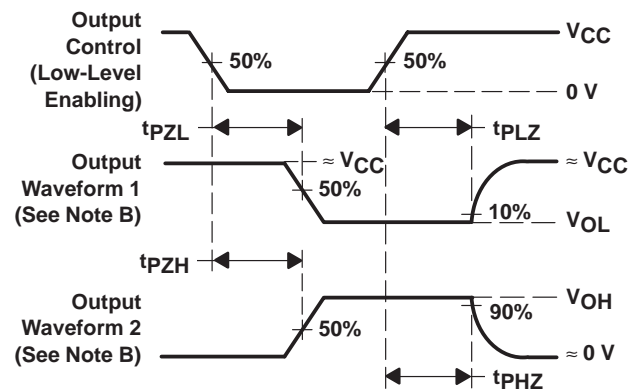 Output
Control
(Low-Level
Enabling)
50%
50%
VCC
0 V
tPZL
tPLZ
Output
Waveform 1
(See Note B)
≈ VCC
50%
≈ VCC
10%
VOL
tPZH
Output
Waveform 2
(See Note B)
50%
VOH
90%
≈ 0 V
tPHZ